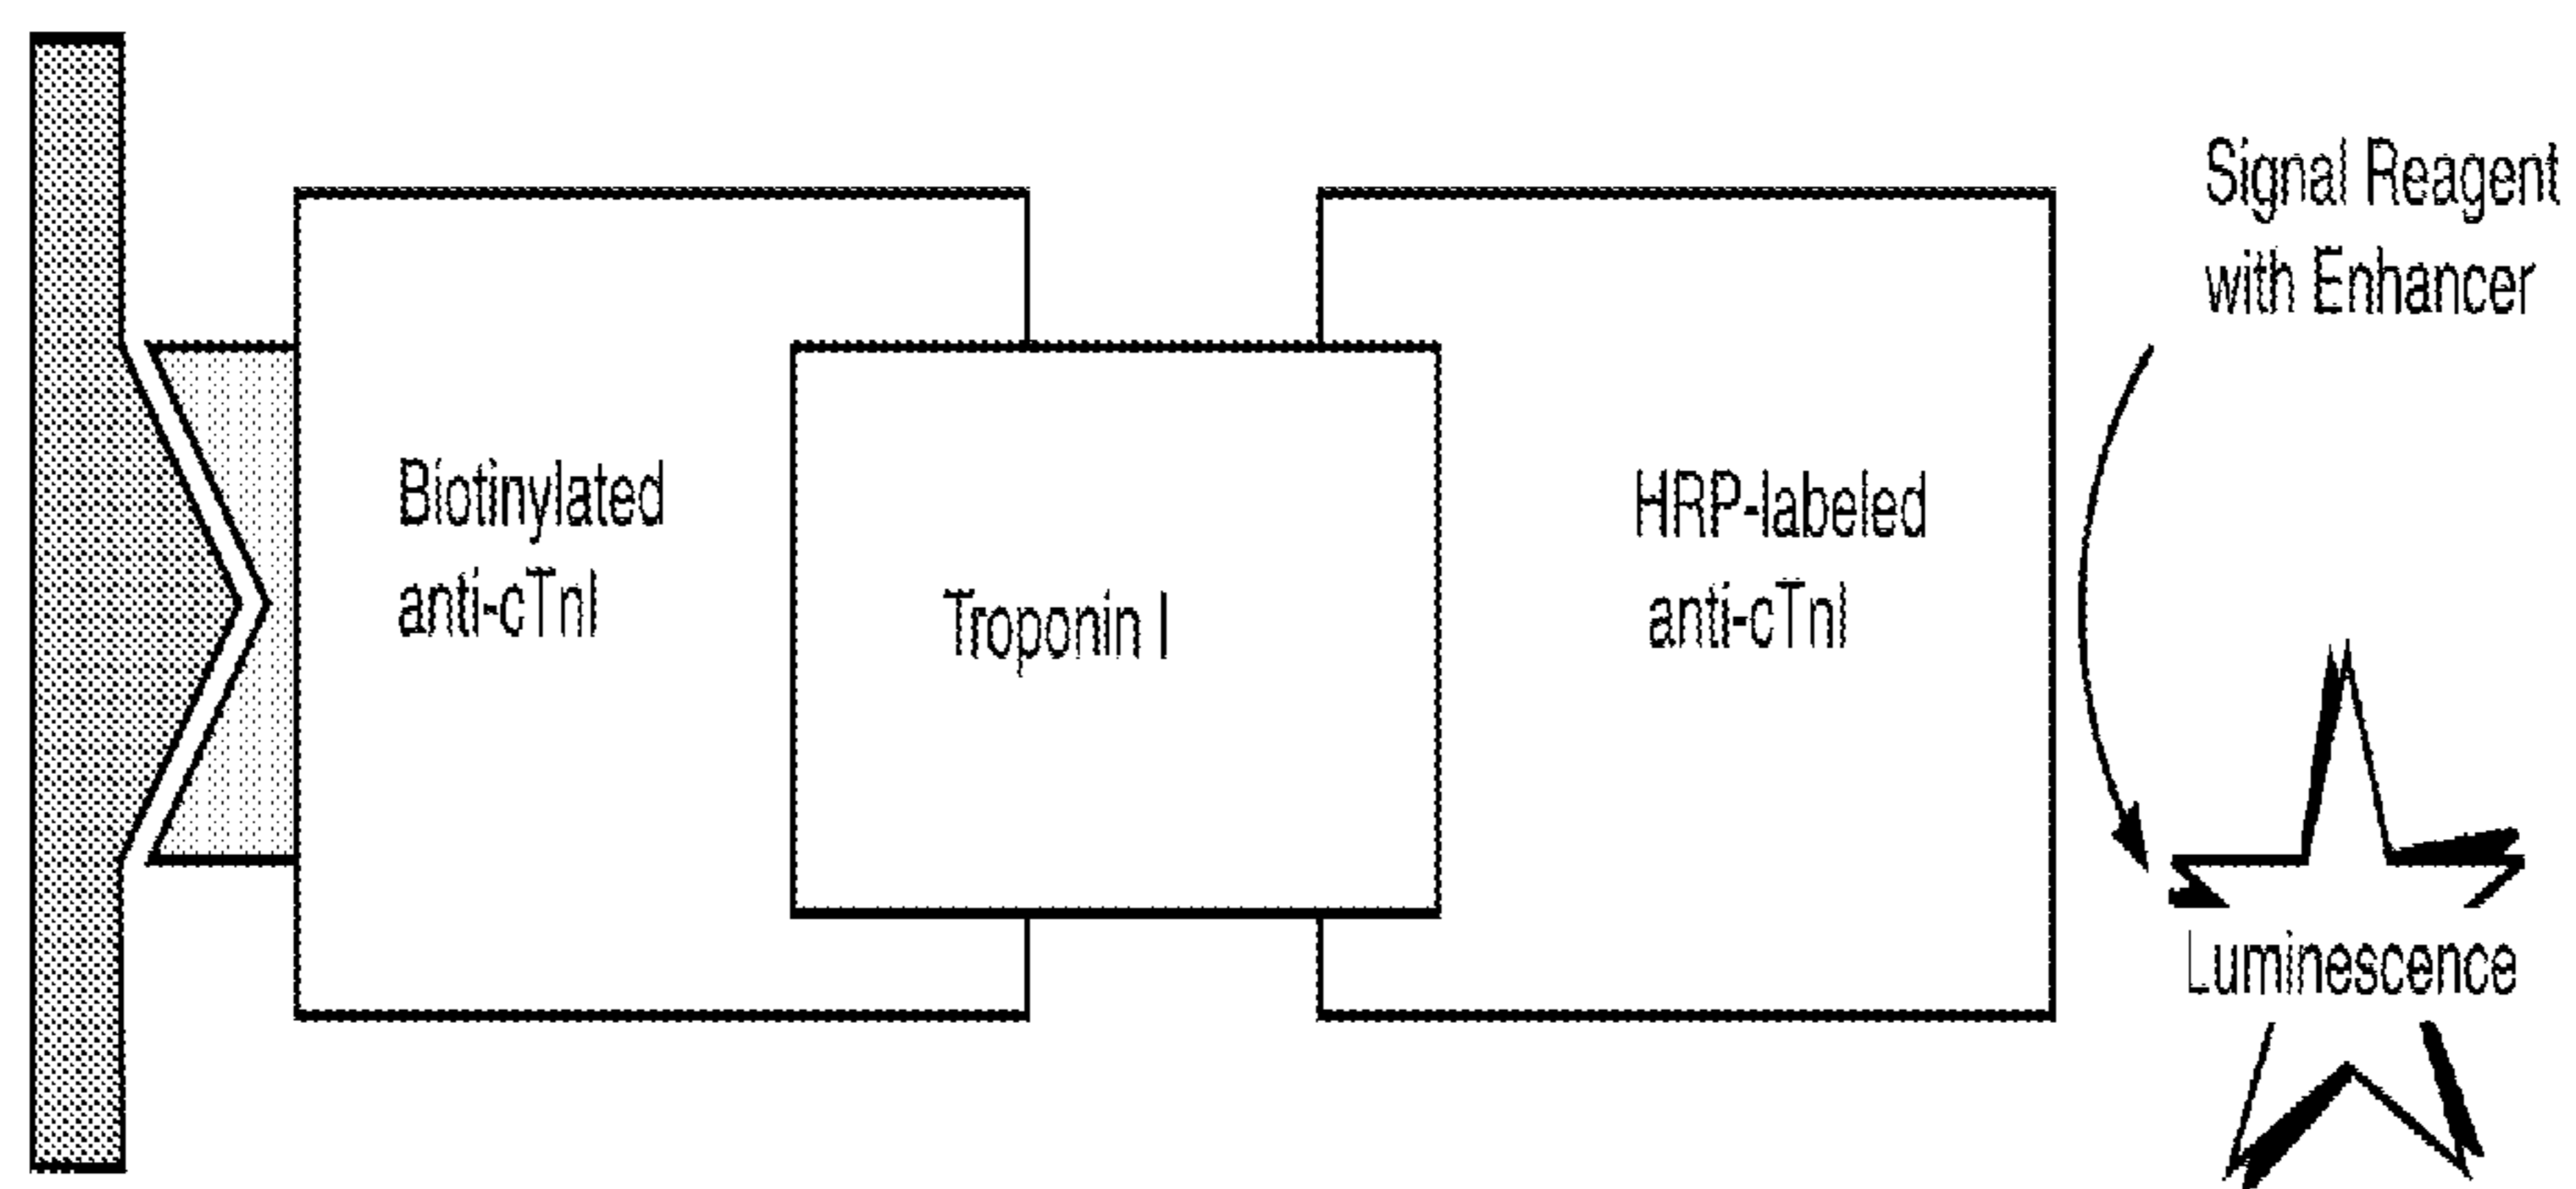 Biotinylated
anti-cTnI
Troponin I
HRP-labeled
anti-cTnI
Signal Reagent
with Enhancer
Luminescence